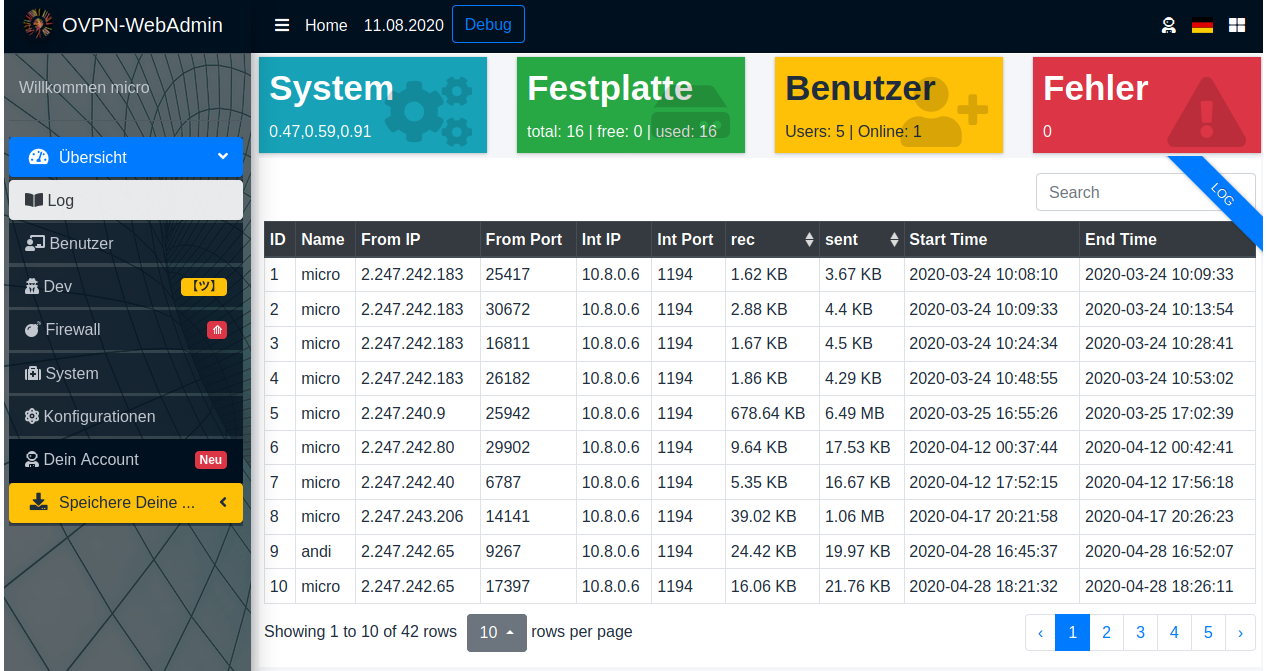 OVPN-WebAdmin
Home 11.08.2020 Debug
Willkommen micro
Übersicht
Log
Benutzer
Dev 【ツ】
Firewall
System
Konfigurationen
Dein Account Neu
Speichere Deine ...
System
0.47,0.59,0.91
Festplatte
total: 16 | free: 0 | used: 16
Benutzer
Users: 5 | Online: 1
Fehler
0
Search
LOG
ID Name From IP From Port Int IP Int Port rec sent Start Time End Time
1 micro 2.247.242.183 25417 10.8.0.6 1194 1.62 KB 3.67 KB 2020-03-24 10:08:10 2020-03-24 10:09:33
2 micro 2.247.242.183 30672 10.8.0.6 1194 2.88 KB 4.4 KB 2020-03-24 10:09:33 2020-03-24 10:13:54
3 micro 2.247.242.183 16811 10.8.0.6 1194 1.67 KB 4.5 KB 2020-03-24 10:24:34 2020-03-24 10:28:41
4 micro 2.247.242.183 26182 10.8.0.6 1194 1.86 KB 4.29 KB 2020-03-24 10:48:55 2020-03-24 10:53:02
5 micro 2.247.240.9 25942 10.8.0.6 1194 678.64 KB 6.49 MB 2020-03-25 16:55:26 2020-03-25 17:02:39
6 micro 2.247.242.80 29902 10.8.0.6 1194 9.64 KB 17.53 KB 2020-04-12 00:37:44 2020-04-12 00:42:41
7 micro 2.247.242.40 6787 10.8.0.6 1194 5.35 KB 16.67 KB 2020-04-12 17:52:15 2020-04-12 17:56:18
8 micro 2.247.243.206 14141 10.8.0.6 1194 39.02 KB 1.06 MB 2020-04-17 20:21:58 2020-04-17 20:26:23
9 andi 2.247.242.65 9267 10.8.0.6 1194 24.42 KB 19.97 KB 2020-04-28 16:45:37 2020-04-28 16:52:07
10 micro 2.247.242.65 17397 10.8.0.6 1194 16.06 KB 21.76 KB 2020-04-28 18:21:32 2020-04-28 18:26:11
Showing 1 to 10 of 42 rows 10 rows per page
‹ 1 2 3 4 5 ›